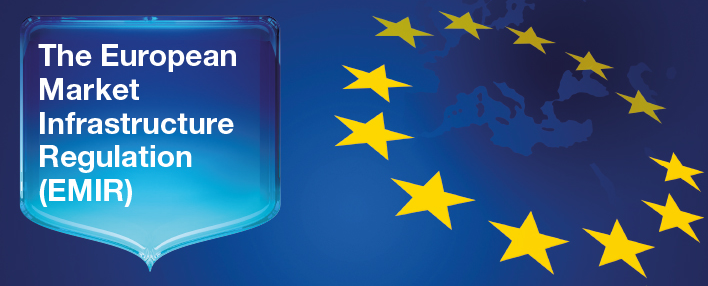 The European
Market
Infrastructure
Regulation
(EMIR)